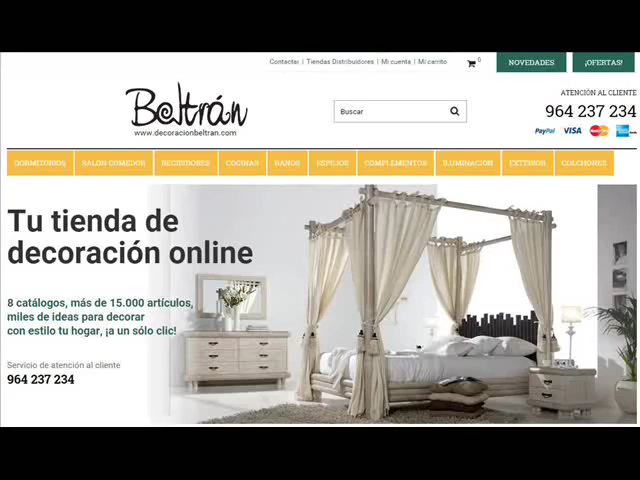 Contactar | Tiendas Distribuidores | Mi cuenta | Mi carrito
0
NOVEDADES
¡OFERTAS!
Beltrán
www.decoracionbeltran.com
Buscar
ATENCIÓN AL CLIENTE
964 237 234
PayPal VISA MasterCard
DORMITORIOS
SALÓN COMEDOR
RECIBIDORES
COCINAS
BAÑOS
ESPEJOS
COMPLEMENTOS
ILUMINACIÓN
EXTERIOR
COLCHONES
Tu tienda de
decoración online
8 catálogos, más de 15.000 artículos,
miles de ideas para decorar
con estilo tu hogar, ¡a un sólo clic!
Servicio de atención al cliente
964 237 234